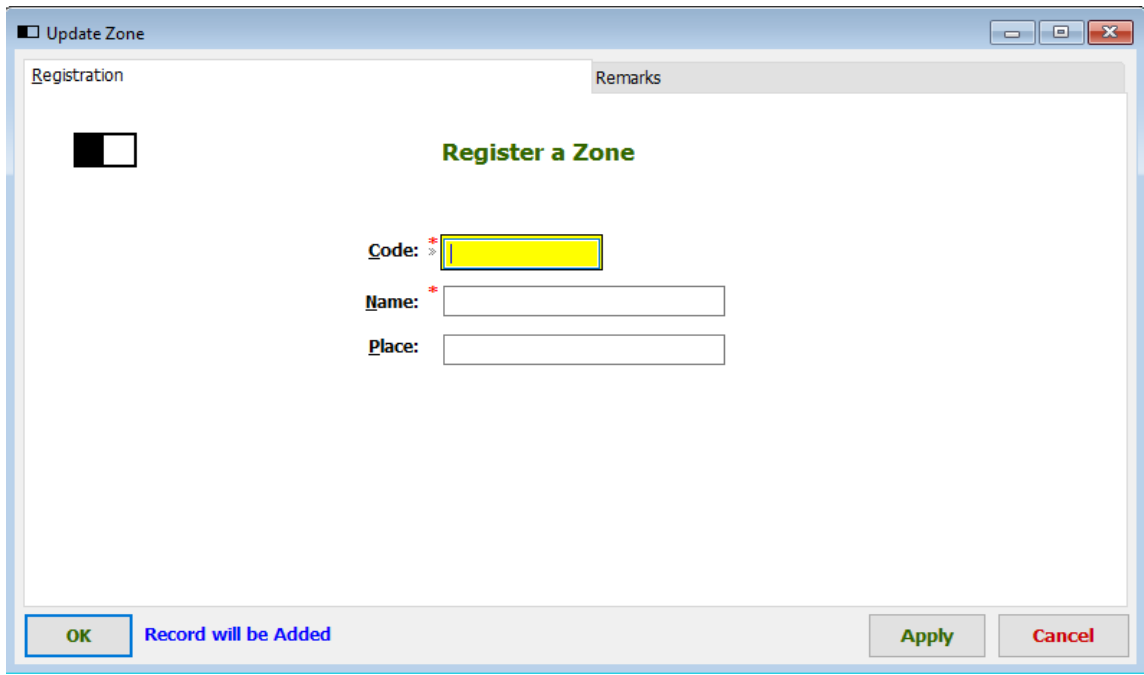 Update Zone
Registration Remarks
Register a Zone
Code: * »
Name: *
Place:
OK Record will be Added Apply Cancel